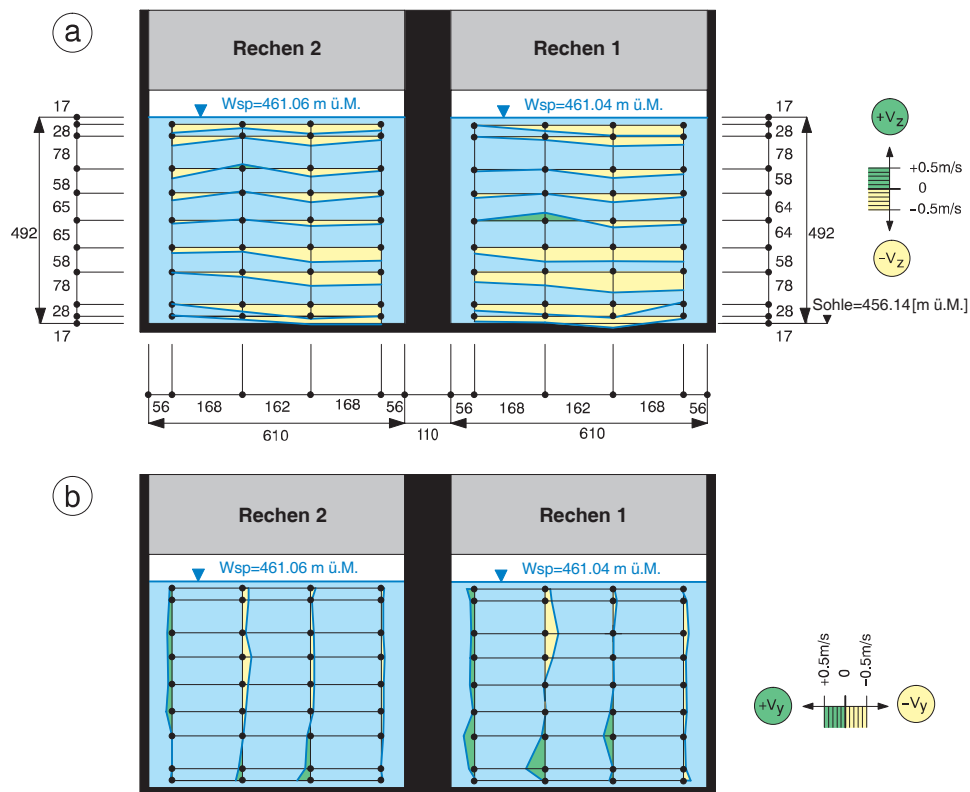 a
Rechen 2
Rechen 1
Wsp=461.06 m ü.M.
Wsp=461.04 m ü.M.
17
28
78
58
65
65
58
78
28
17
492
17
28
78
58
64
64
58
78
28
17
492
+Vz
+0.5m/s
0
-0.5m/s
-Vz
Sohle=456.14[m ü.M.]
56 168 162 168 56 56 168 162 168 56
610 110 610
b
Rechen 2
Rechen 1
Wsp=461.06 m ü.M.
Wsp=461.04 m ü.M.
+0.5m/s
0
-0.5m/s
+Vy
-Vy